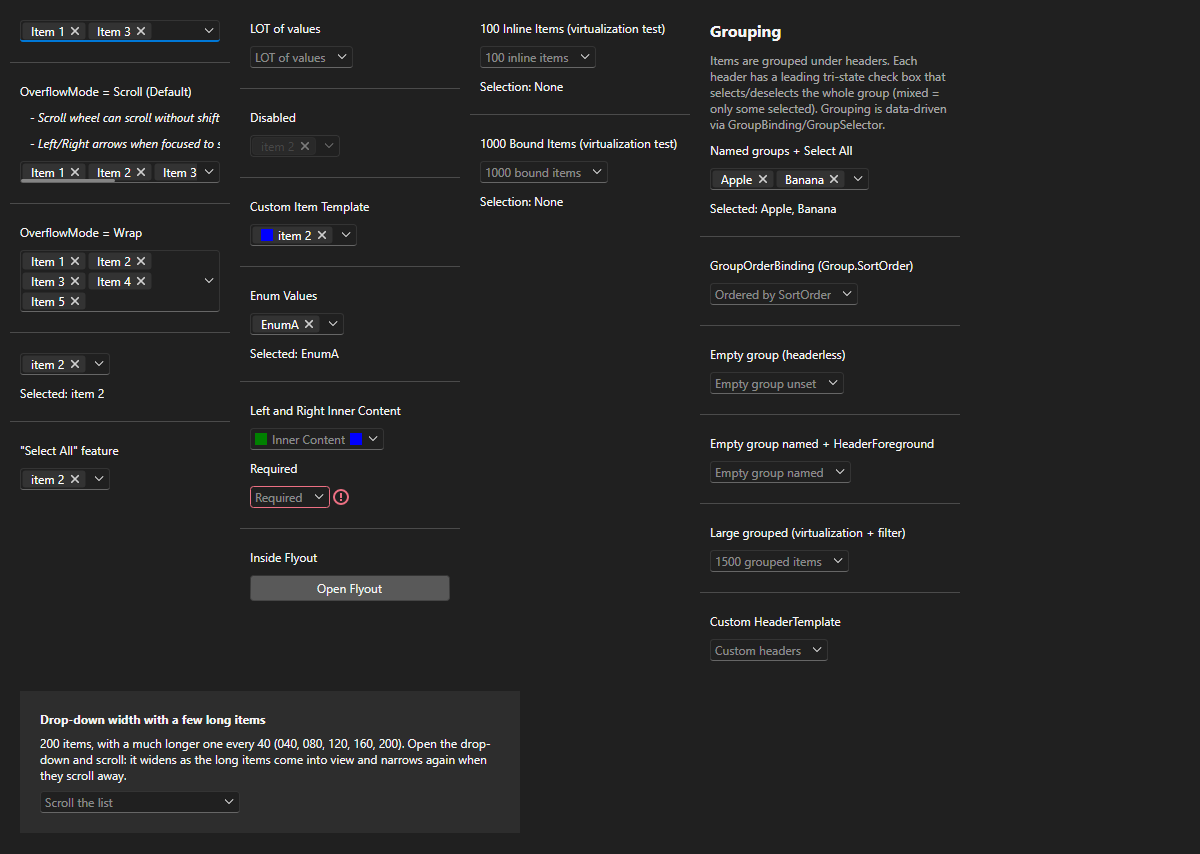 Item 1 Item 3
OverflowMode = Scroll (Default)
- Scroll wheel can scroll without shift
- Left/Right arrows when focused to s
Item 1 Item 2 Item 3
OverflowMode = Wrap
Item 1 Item 2
Item 3 Item 4
Item 5
item 2
Selected: item 2
"Select All" feature
item 2
LOT of values
LOT of values
Disabled
item 2
Custom Item Template
item 2
Enum Values
EnumA
Selected: EnumA
Left and Right Inner Content
Inner Content
Required
Required
Inside Flyout
Open Flyout
100 Inline Items (virtualization test)
100 inline items
Selection: None
1000 Bound Items (virtualization test)
1000 bound items
Selection: None
Grouping
Items are grouped under headers. Each
header has a leading tri-state check box that
selects/deselects the whole group (mixed =
only some selected). Grouping is data-driven
via GroupBinding/GroupSelector.
Named groups + Select All
Apple Banana
Selected: Apple, Banana
GroupOrderBinding (Group.SortOrder)
Ordered by SortOrder
Empty group (headerless)
Empty group unset
Empty group named + HeaderForeground
Empty group named
Large grouped (virtualization + filter)
1500 grouped items
Custom HeaderTemplate
Custom headers
Drop-down width with a few long items
200 items, with a much longer one every 40 (040, 080, 120, 160, 200). Open the drop-
down and scroll: it widens as the long items come into view and narrows again when
they scroll away.
Scroll the list